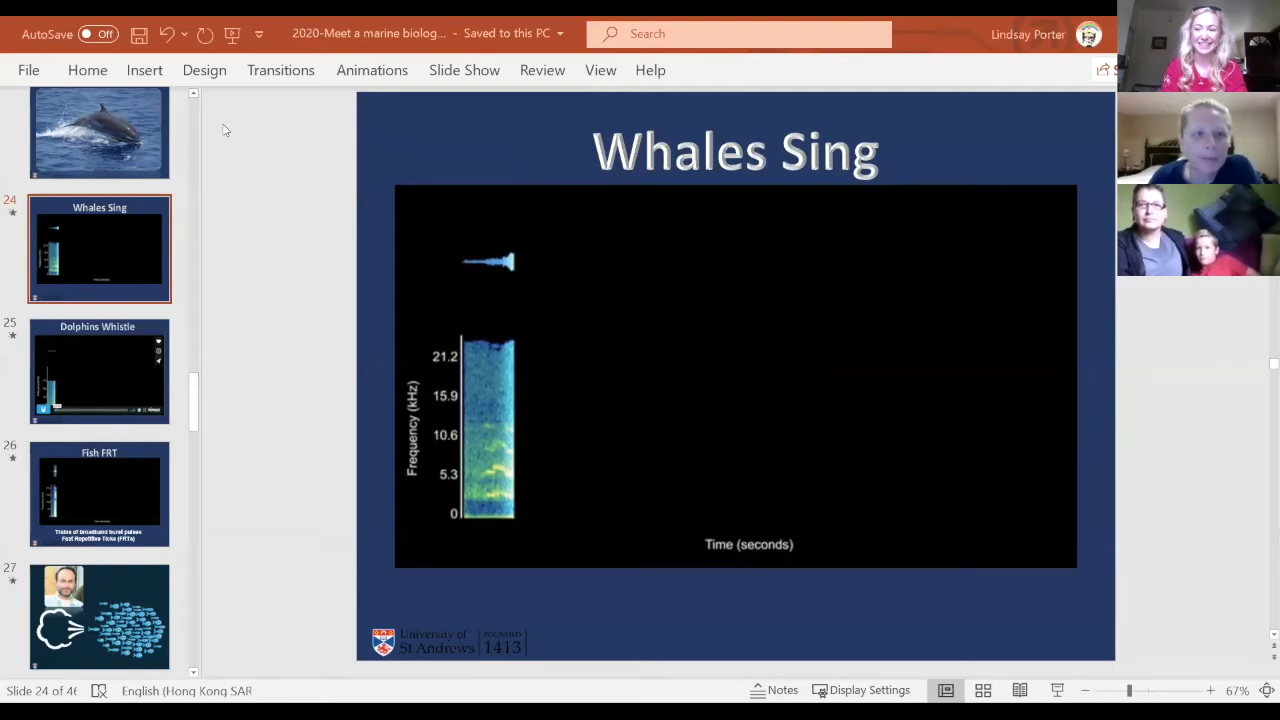 AutoSave Off
2020-Meet a marine biolog... - Saved to this PC
Search
Lindsay Porter
File Home Insert Design Transitions Animations Slide Show Review View Help
24
Whales Sing
25
Dolphins Whistle
26
Fish FRT
Trains of broadband burst pulses
Fast Repetitive Ticks (FRTs)
27
Whales Sing
Frequency (kHz)
21.2
15.9
10.6
5.3
0
Time (seconds)
University of
St Andrews
FOUNDED
1413
Slide 24 of 46
English (Hong Kong SAR
Notes
Display Settings
67%